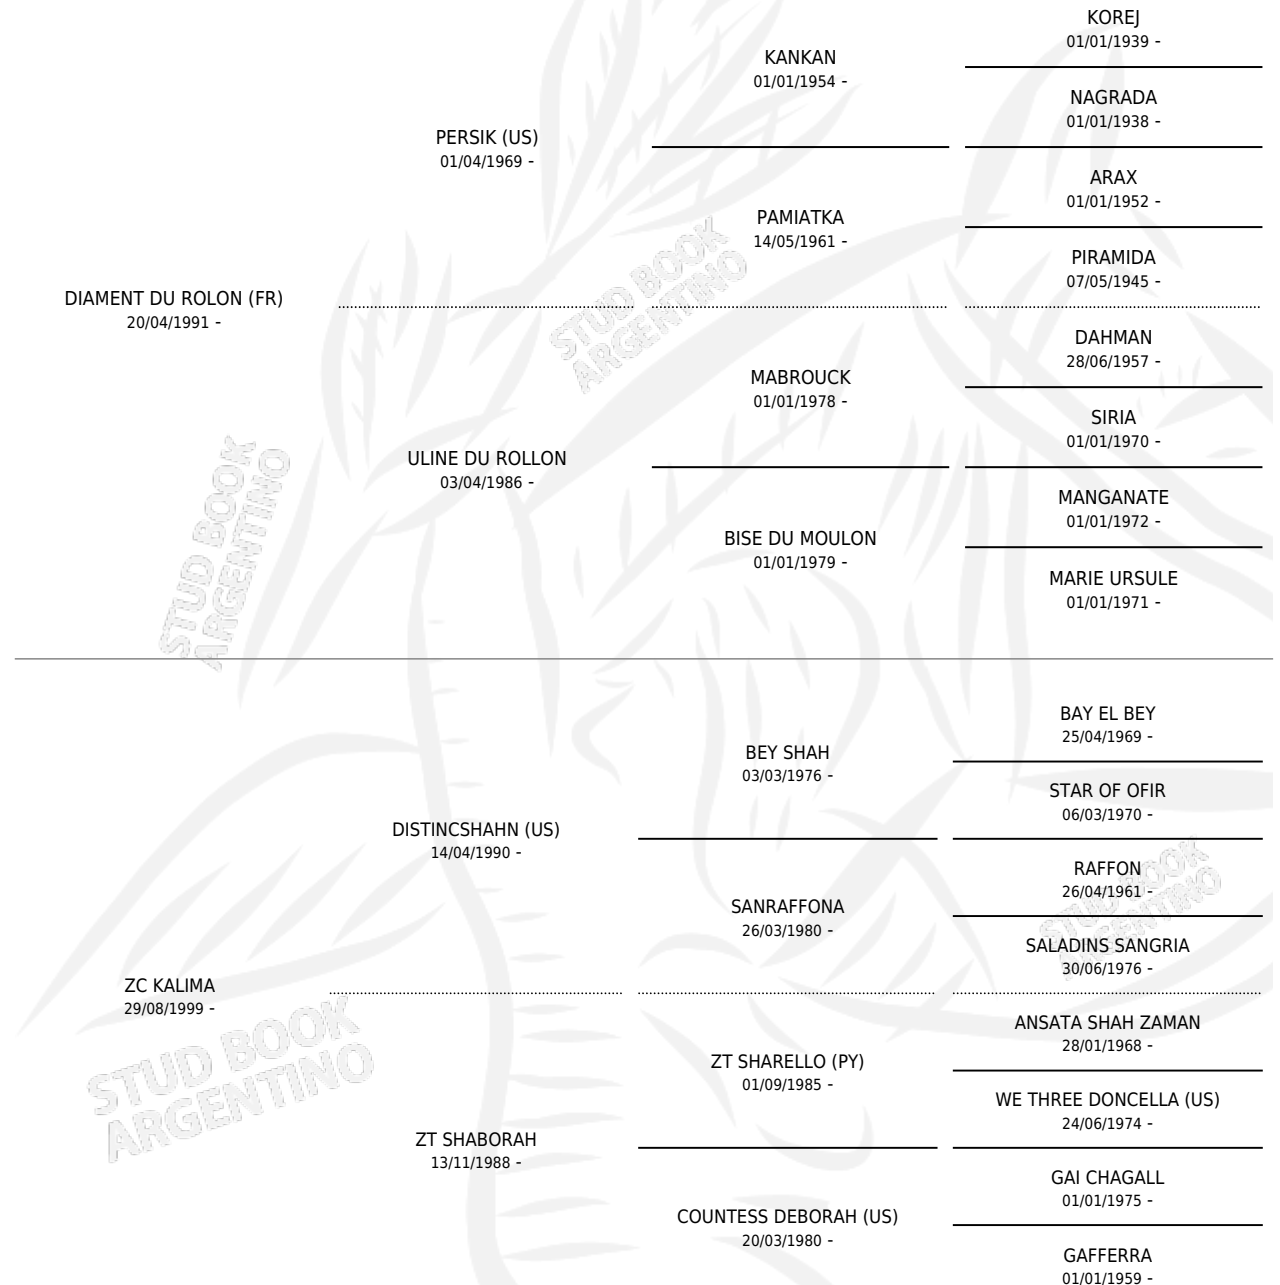 KOREJ
01/01/1939 -
KANKAN
01/01/1954 -
NAGRADA
01/01/1938 -
PERSIK (US)
01/04/1969 -
ARAX
01/01/1952 -
PAMIATKA
14/05/1961 -
PIRAMIDA
07/05/1945 -
DIAMENT DU ROLON (FR)
20/04/1991 -
DAHMAN
28/06/1957 -
MABROUCK
01/01/1978 -
SIRIA
01/01/1970 -
ULINE DU ROLLON
03/04/1986 -
MANGANATE
01/01/1972 -
BISE DU MOULON
01/01/1979 -
MARIE URSULE
01/01/1971 -
BAY EL BEY
25/04/1969 -
BEY SHAH
03/03/1976 -
STAR OF OFIR
06/03/1970 -
DISTINCSHAHN (US)
14/04/1990 -
RAFFON
26/04/1961 -
SANRAFFONA
26/03/1980 -
SALADINS SANGRIA
30/06/1976 -
ZC KALIMA
29/08/1999 -
ANSATA SHAH ZAMAN
28/01/1968 -
ZT SHARELLO (PY)
01/09/1985 -
WE THREE DONCELLA (US)
24/06/1974 -
ZT SHABORAH
13/11/1988 -
GAI CHAGALL
01/01/1975 -
COUNTESS DEBORAH (US)
20/03/1980 -
GAFFERRA
01/01/1959 -
STUD BOOK
ARGENTINO
STUD BOOK
ARGENTINO
STUD BOOK
ARGENTINO
STUD BOOK
ARGENTINO